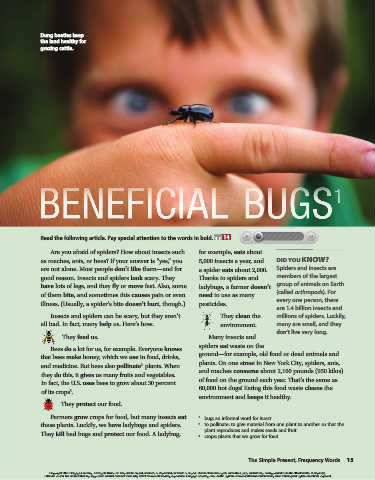 Dung beetles keep
the land healthy for
grazing cattle.
BENEFICIAL BUGS¹
Read the following article. Pay special attention to the words in bold.
Are you afraid of spiders? How about insects such
as roaches, ants, or bees? If your answer is "yes," you
are not alone. Most people don't like them—and for
good reason. Insects and spiders look scary. They
have lots of legs, and they fly or move fast. Also, some
of them bite, and sometimes this causes pain or even
illness. (Usually, a spider's bite doesn't hurt, though.)
Insects and spiders can be scary, but they aren't
all bad. In fact, many help us. Here's how.
They feed us.
Bees do a lot for us, for example. Everyone knows
that bees make honey, which we use in food, drinks,
and medicine. But bees also pollinate² plants. When
they do this, it gives us many fruits and vegetables.
In fact, the U.S. uses bees to grow about 30 percent
of its crops³.
They protect our food.
Farmers grow crops for food, but many insects eat
these plants. Luckily, we have ladybugs and spiders.
They kill bad bugs and protect our food. A ladybug,
for example, eats about
5,000 insects a year, and
a spider eats about 2,000.
Thanks to spiders and
ladybugs, a farmer doesn't
need to use as many
pesticides.
They clean the
environment.
Many insects and
spiders eat waste on the
ground—for example, old food or dead animals and
plants. On one street in New York City, spiders, ants,
and roaches consume about 2,100 pounds (950 kilos)
of food on the ground each year. That's the same as
60,000 hot dogs! Eating this food waste cleans the
environment and keeps it healthy.
DID YOU KNOW?
Spiders and insects are
members of the largest
group of animals on Earth
(called arthropods). For
every one person, there
are 1.4 billion insects and
millions of spiders. Luckily,
many are small, and they
don't live very long.
¹ bugs an informal word for insect
² to pollinate: to give material from one plant to another so that the
plant reproduces and makes seeds and fruit
³ crops plants that we grow for food
The Simple Present, Frequency Words 15